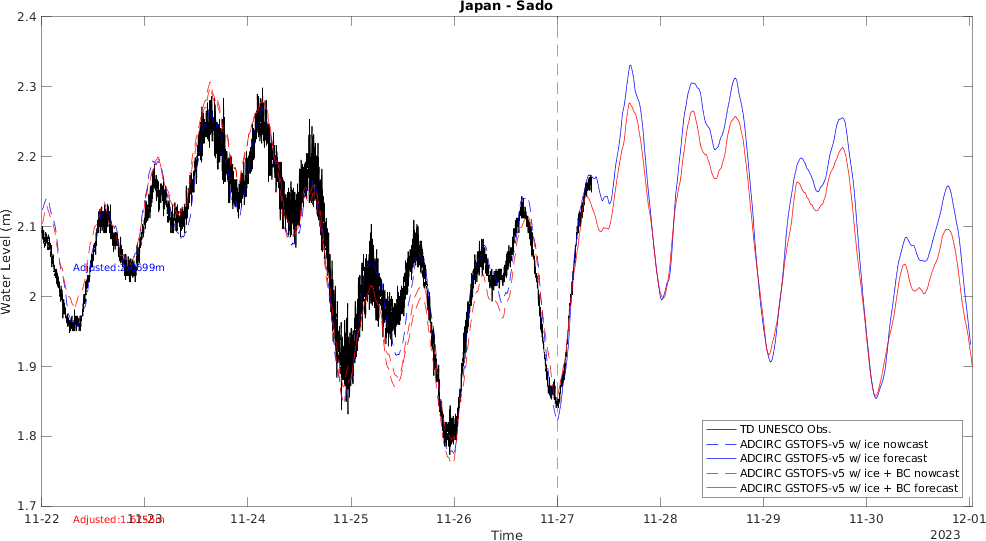 Japan - Sado
2.4
2.3
2.2
2.1
2
1.9
1.8
1.7
Water Level (m)
11-22
11-23
11-24
11-25
11-26
11-27
11-28
11-29
11-30
12-01
2023
Time
TD UNESCO Obs.
ADCIRC GSTOFS-v5 w/ ice nowcast
ADCIRC GSTOFS-v5 w/ ice forecast
ADCIRC GSTOFS-v5 w/ ice + BC nowcast
ADCIRC GSTOFS-v5 w/ ice + BC forecast